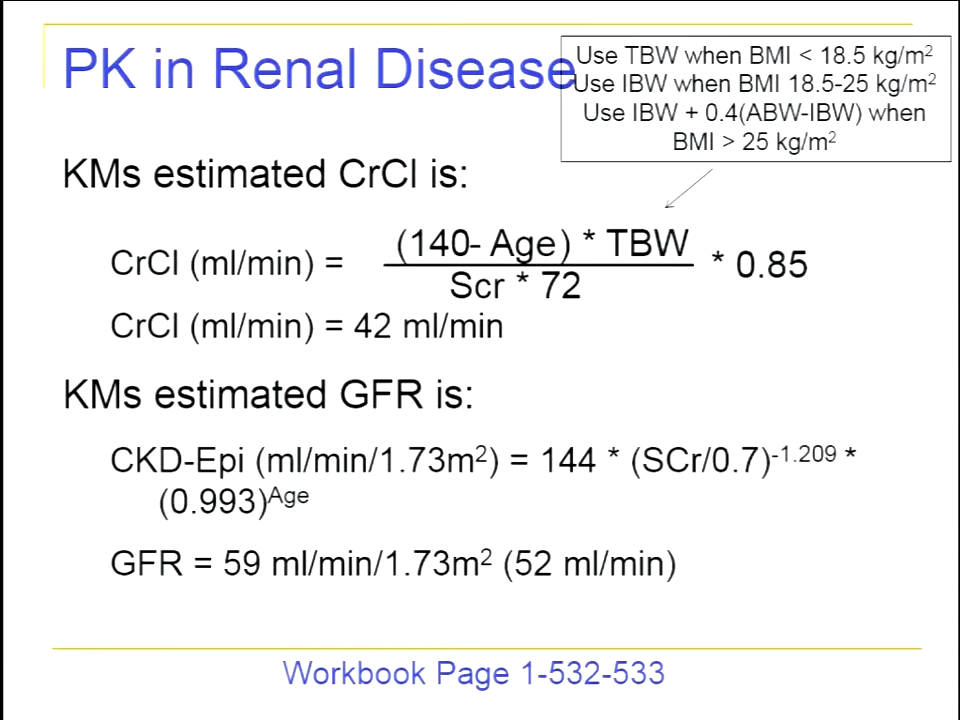 PK in Renal Disease
Use TBW when BMI < 18.5 kg/m²
Use IBW when BMI 18.5-25 kg/m²
Use IBW + 0.4(ABW-IBW) when
BMI > 25 kg/m²
KMs estimated CrCl is:
CrCl (ml/min) = (140- Age) * TBW * 0.85
Scr * 72
CrCl (ml/min) = 42 ml/min
KMs estimated GFR is:
CKD-Epi (ml/min/1.73m²) = 144 * (SCr/0.7)^-1.209 *
(0.993)^Age
GFR = 59 ml/min/1.73m² (52 ml/min)
Workbook Page 1-532-533